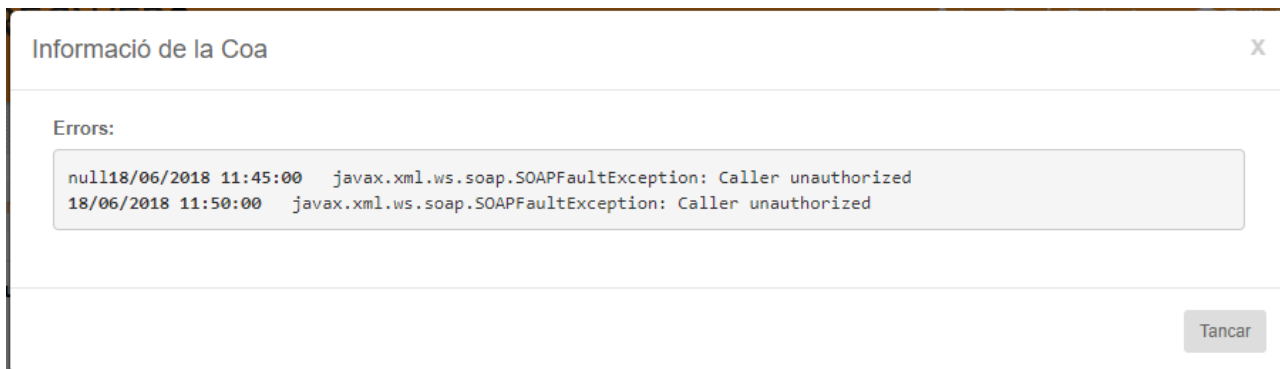 Informació de la Coa
X
Errors:
null18/06/2018 11:45:00 javax.xml.ws.soap.SOAPFaultException: Caller unauthorized
18/06/2018 11:50:00 javax.xml.ws.soap.SOAPFaultException: Caller unauthorized
Tancar